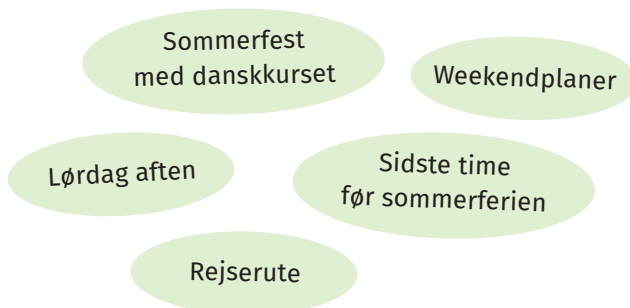 Sommerfest
med danskkurset
Weekendplaner
Lørdag aften
Sidste time
før sommerferien
Rejserute